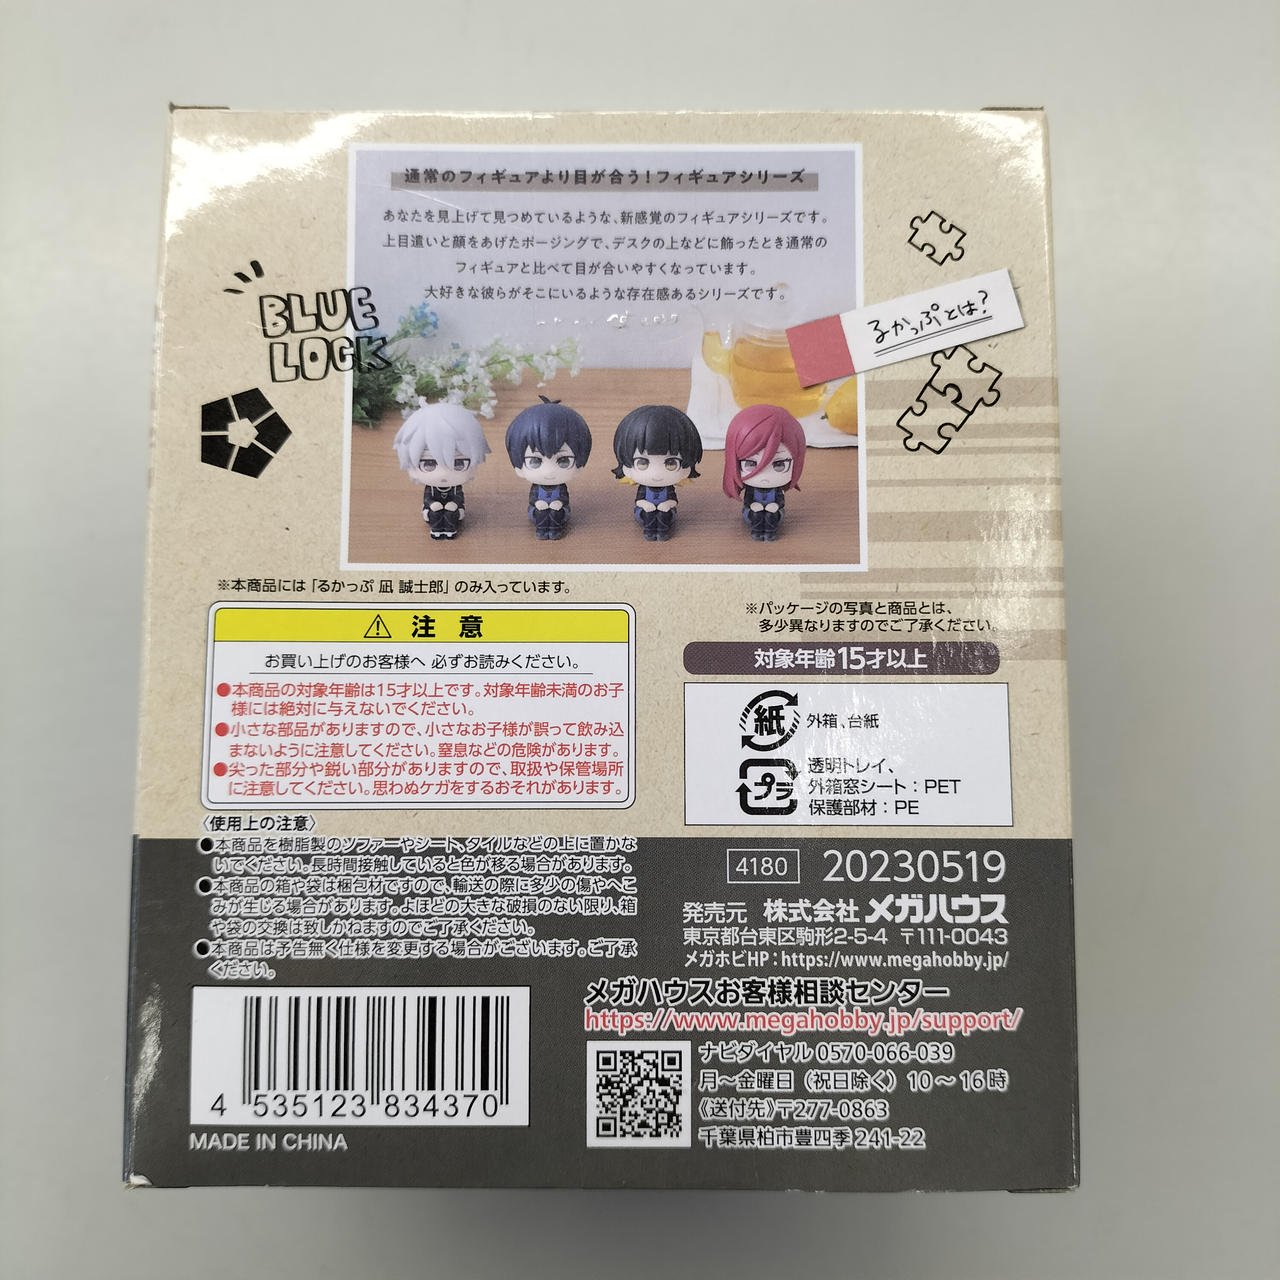 通常のフィギュアより目が合う!フィギュアシリーズ
あなたを見上げて見つめているような、新感覚のフィギュアシリーズです。
上目遣いと顔をあげたポージングで、デスクの上などに飾ったとき通常の
フィギュアと比べて目が合いやすくなっています。
大好きな彼らがそこにいるような存在感あるシリーズです。
るかっぷとは?
BLUE
LOCK
※本商品には「るかっぷ 凪 誠士郎」のみ入っています。
⚠ 注 意
お買い上げのお客様へ 必ずお読みください。
●本商品の対象年齢は15才以上です。対象年齢未満のお子
様には絶対に与えないでください。
●小さな部品がありますので、小さなお子様が誤って飲み込
まないように注意してください。窒息などの危険があります。
●尖った部分や鋭い部分がありますので、取扱や保管場所
に注意してください。思わぬケガをするおそれがあります。
〈使用上の注意〉
●本商品を樹脂製のソファーやシート、タイルなどの上に置かな
いでください。長時間接触していると色が移る場合があります。
●本商品の箱や袋は梱包材ですので、輸送の際に多少の傷やへこ
みが生じる場合があります。よほどの大きな破損のない限り、箱
や袋の交換は致しかねますのでご了承ください。
●本商品は予告無く仕様を変更する場合がございます。ご了承
ください。
4 535123 834370
MADE IN CHINA
※パッケージの写真と商品とは、
多少異なりますのでご了承ください。
対象年齢15才以上
紙 外箱、台紙
プラ 透明トレイ、
外箱窓シート:PET
保護部材:PE
4180 20230519
発売元 株式会社 メガハウス
東京都台東区駒形2-5-4 〒111-0043
メガホビHP:https://www.megahobby.jp/
メガハウスお客様相談センター
https://www.megahobby.jp/support/
ナビダイヤル 0570-066-039
月~金曜日(祝日除く)10~16時
《送付先》〒277-0863
千葉県柏市豊四季 241-22